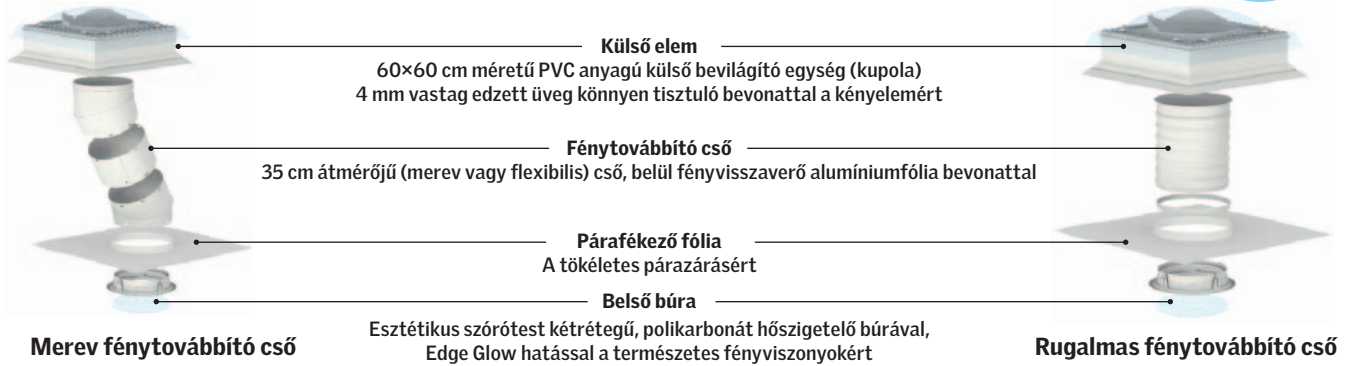 Külső elem
60×60 cm méretű PVC anyagú külső bevilágító egység (kupola)
4 mm vastag edzett üveg könnyen tisztuló bevonattal a kényelemért
Fénytovábbító cső
35 cm átmérőjű (merev vagy flexibilis) cső, belül fényvisszaverő alumíniumfólia bevonattal
Párafékező fólia
A tökéletes párazárásért
Belső búra
Esztétikus szórótest kétrétegű, polikarbonát hőszigetelő búrával,
Edge Glow hatással a természetes fényviszonyokért
Merev fénytovábbító cső
Rugalmas fénytovábbító cső